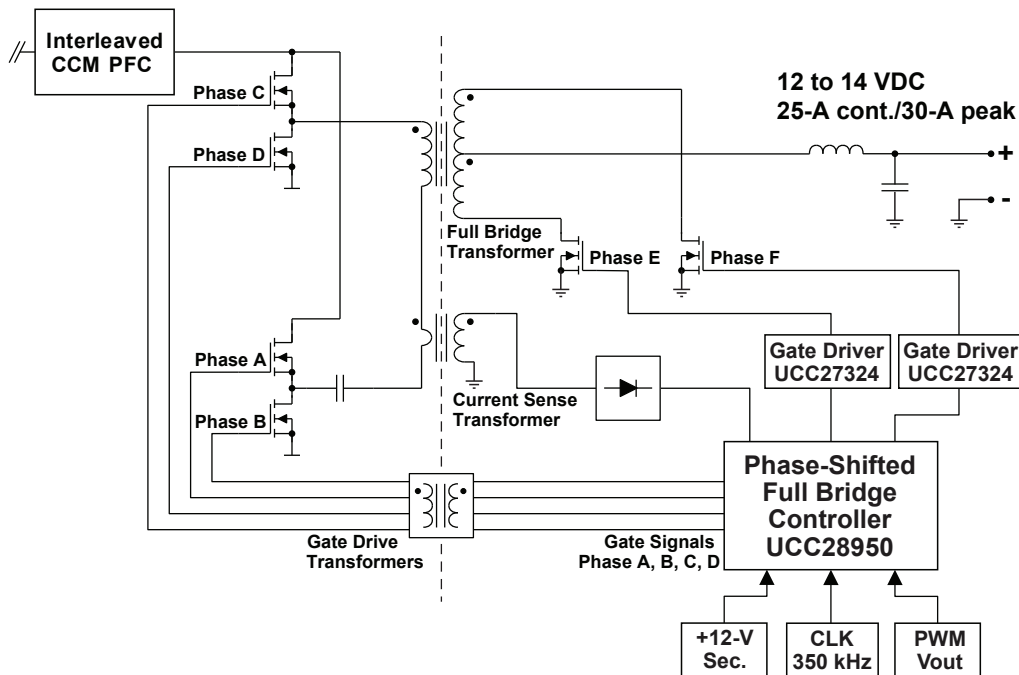 Interleaved
CCM PFC
Phase C
Phase D
12 to 14 VDC
25-A cont./30-A peak
+
-
Full Bridge
Transformer
Phase E
Phase F
Phase A
Phase B
Current Sense
Transformer
Gate Driver
UCC27324
Gate Driver
UCC27324
Phase-Shifted
Full Bridge
Controller
UCC28950
Gate Drive
Transformers
Gate Signals
Phase A, B, C, D
+12-V
Sec.
CLK
350 kHz
PWM
Vout